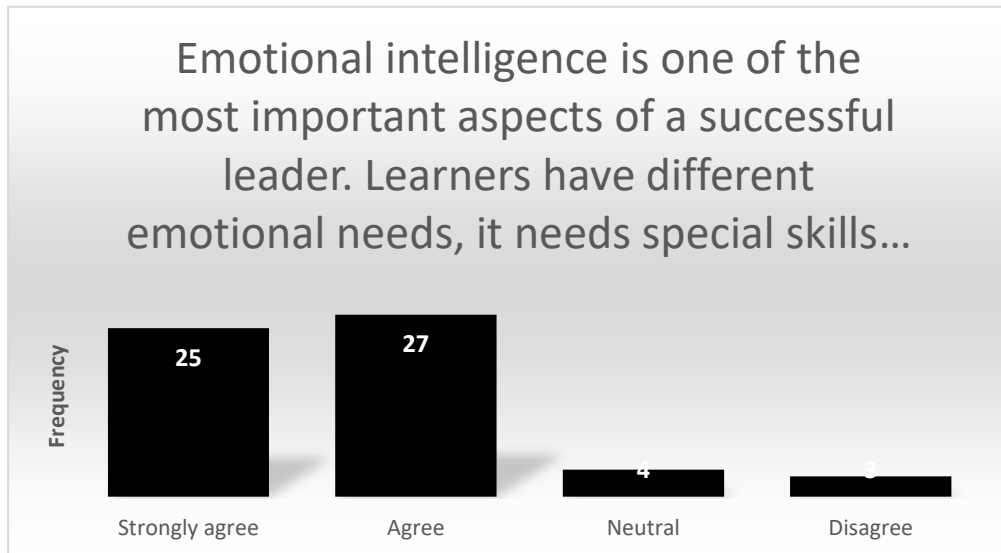 Emotional intelligence is one of the
most important aspects of a successful
leader. Learners have different
emotional needs, it needs special skills…
Frequency
25
27
4
3
Strongly agree
Agree
Neutral
Disagree